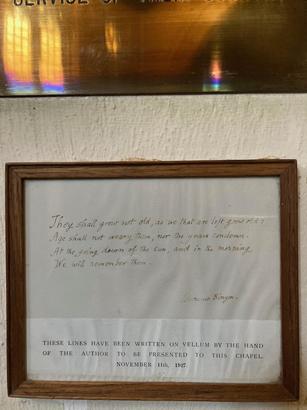 SERVICE OF
They shall grow not old, as we that are left grow old:
Age shall not weary them, nor the years condemn.
At the going down of the sun, and in the morning,
We will remember them.
Laurence Binyon.
THESE LINES HAVE BEEN WRITTEN ON VELLUM BY THE HAND
OF THE AUTHOR TO BE PRESENTED TO THIS CHAPEL.
NOVEMBER 11th, 1927.